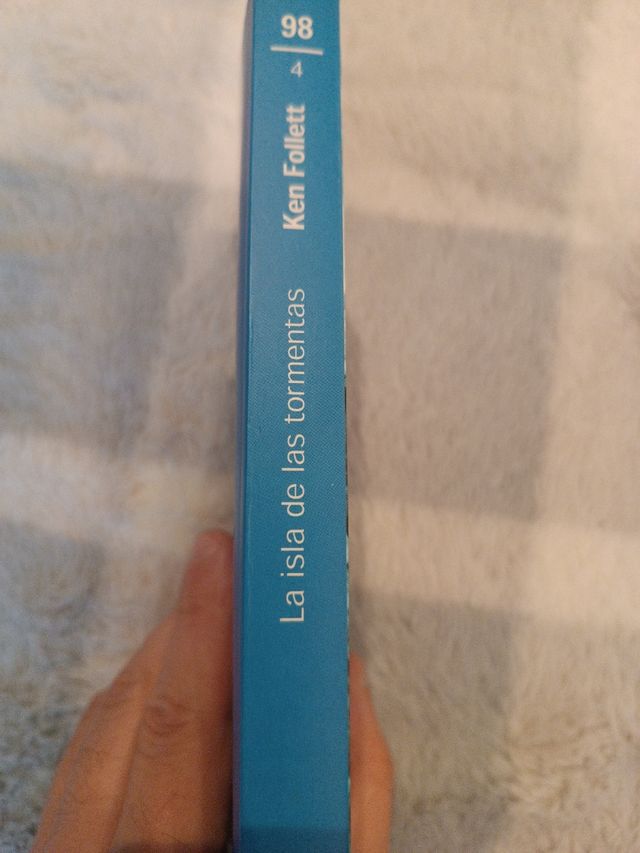 98
4
Ken Follett
La isla de las tormentas